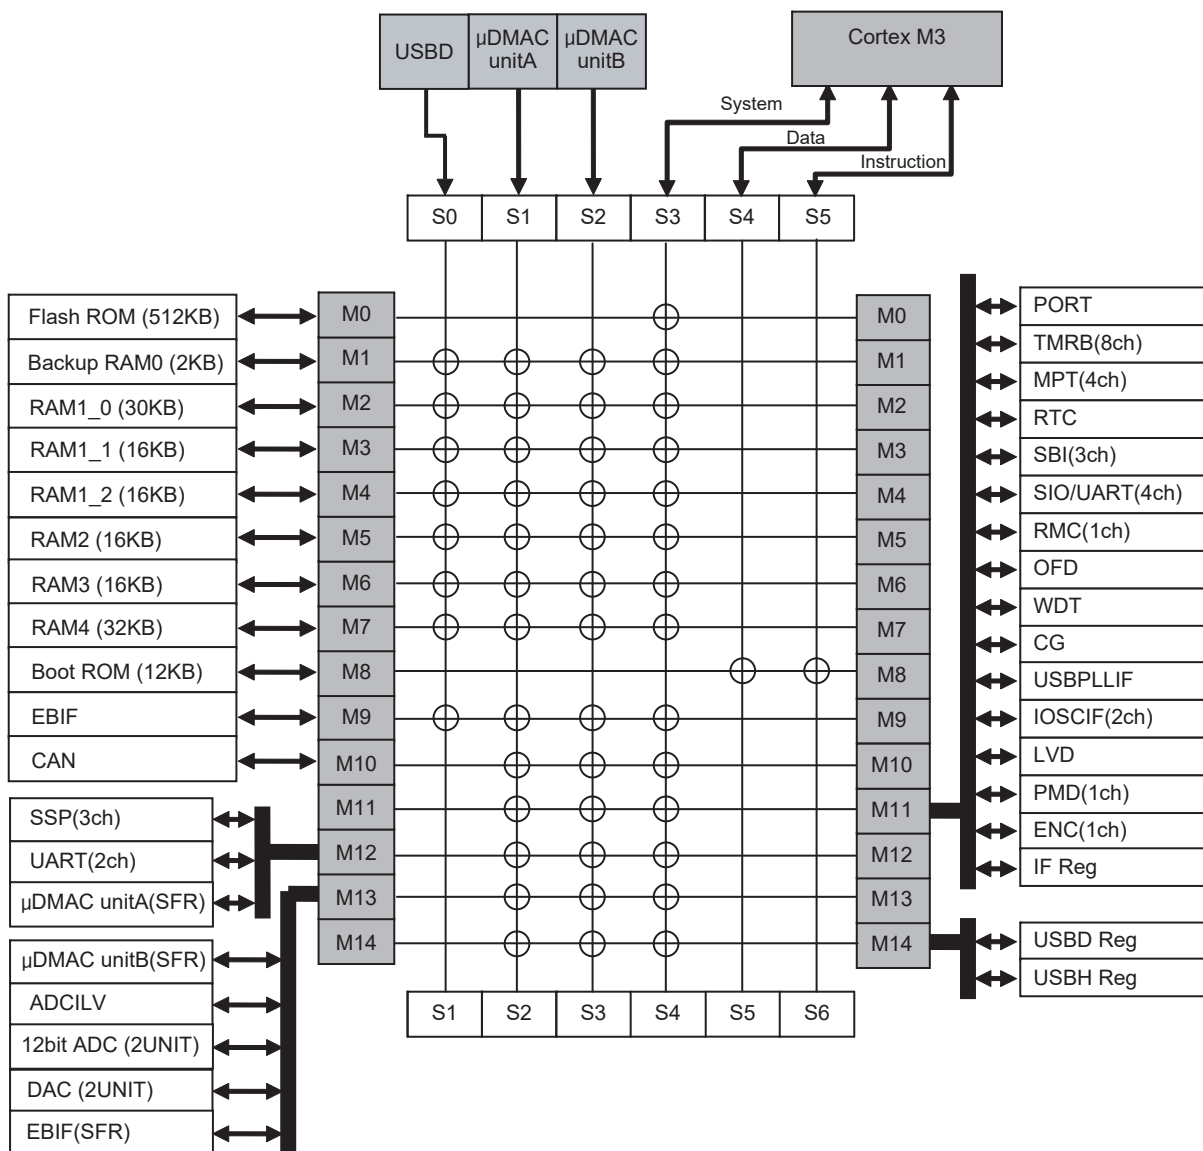 USBD
µDMAC
unitA
µDMAC
unitB
Cortex M3
System
Data
Instruction
S0 S1 S2 S3 S4 S5
Flash ROM (512KB)
Backup RAM0 (2KB)
RAM1_0 (30KB)
RAM1_1 (16KB)
RAM1_2 (16KB)
RAM2 (16KB)
RAM3 (16KB)
RAM4 (32KB)
Boot ROM (12KB)
EBIF
CAN
SSP(3ch)
UART(2ch)
µDMAC unitA(SFR)
µDMAC unitB(SFR)
ADCILV
12bit ADC (2UNIT)
DAC (2UNIT)
EBIF(SFR)
M0
M1
M2
M3
M4
M5
M6
M7
M8
M9
M10
M11
M12
M13
M14
M0
M1
M2
M3
M4
M5
M6
M7
M8
M9
M10
M11
M12
M13
M14
PORT
TMRB(8ch)
MPT(4ch)
RTC
SBI(3ch)
SIO/UART(4ch)
RMC(1ch)
OFD
WDT
CG
USBPLLIF
IOSCIF(2ch)
LVD
PMD(1ch)
ENC(1ch)
IF Reg
USBD Reg
USBH Reg
S1 S2 S3 S4 S5 S6